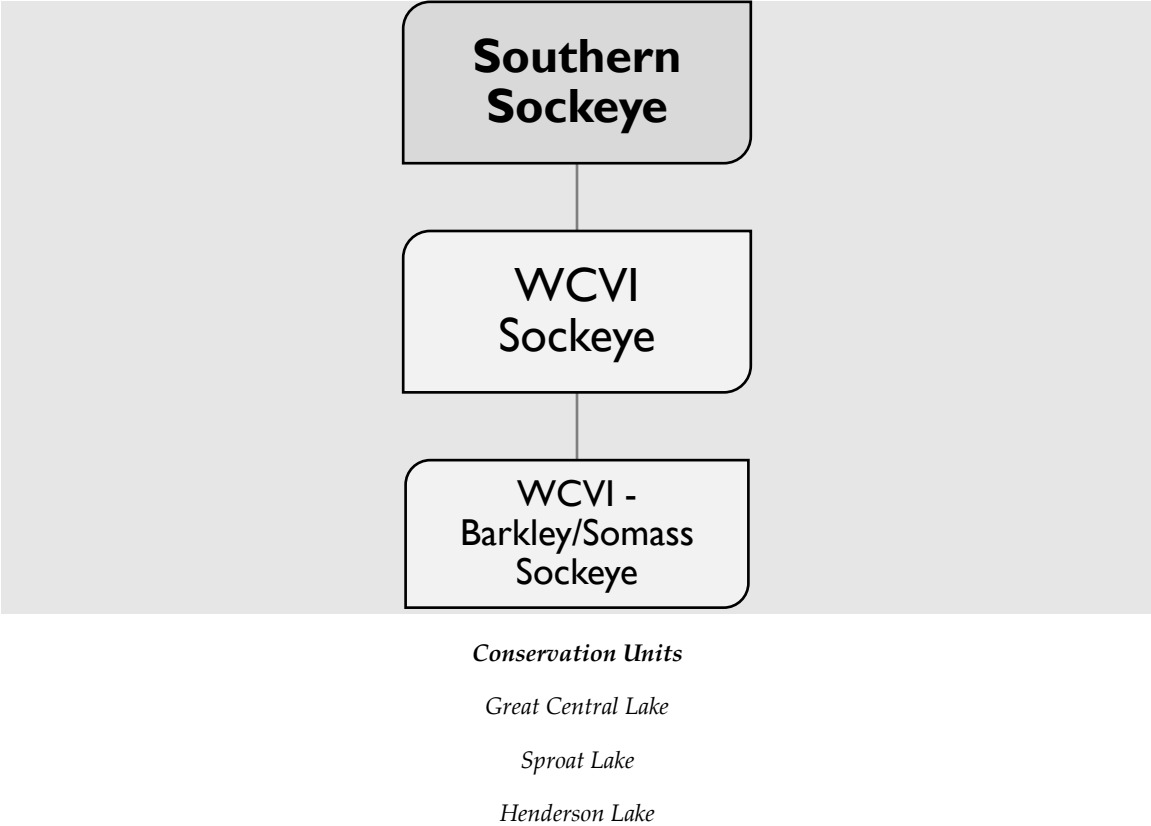 Southern
Sockeye
WCVI
Sockeye
WCVI -
Barkley/Somass
Sockeye
Conservation Units
Great Central Lake
Sproat Lake
Henderson Lake